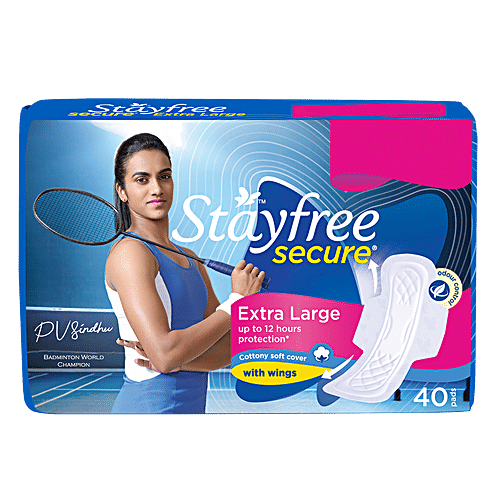 Stayfree
secure® Extra Large
Stayfree™
secure®
odour control
Extra Large
up to 12 hours
protection*
Cottony soft cover
with wings
PV Sindhu
BADMINTON WORLD
CHAMPION
40 pads